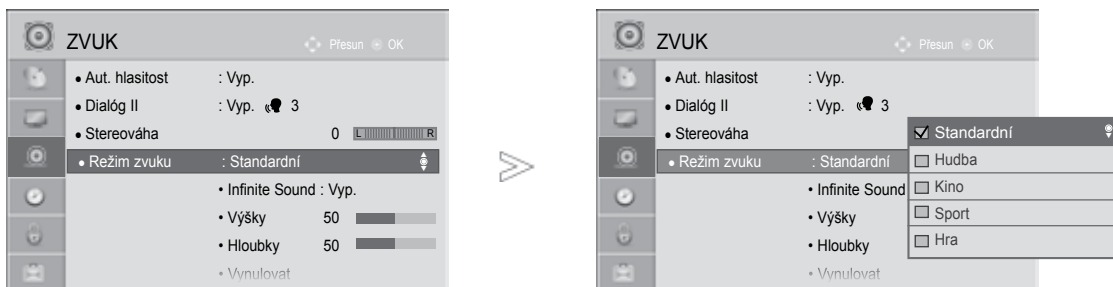 ZVUK
Přesun OK
• Aut. hlasitost : Vyp.
• Dialóg II : Vyp. 3
• Stereováha 0 L R
• Režim zvuku : Standardní
• Infinite Sound : Vyp.
• Výšky 50
• Hloubky 50
• Vynulovat
ZVUK
Přesun OK
• Aut. hlasitost : Vyp.
• Dialóg II : Vyp. 3
• Stereováha
• Režim zvuku : Standardní
• Infinite Sound
• Výšky
• Hloubky
• Vynulovat
Standardní
Hudba
Kino
Sport
Hra